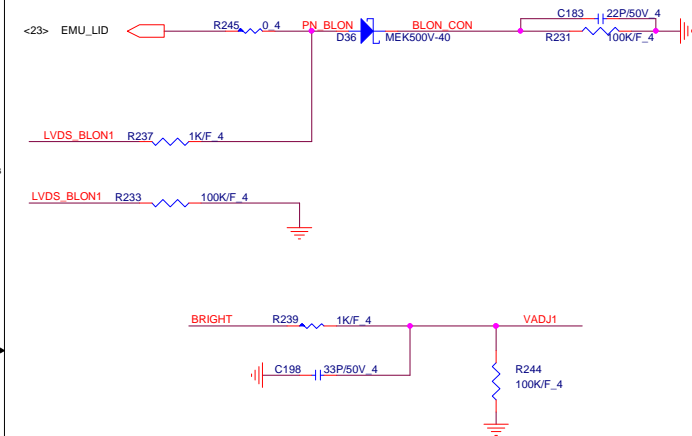 C183 22P/50V_4
<23> EMU_LID R245 0_4 PN_BLON BLON_CON
D36 MEK500V-40 R231 100K/F_4
LVDS_BLON1 R237 1K/F_4
LVDS_BLON1 R233 100K/F_4
BRIGHT R239 1K/F_4 VADJ1
C198 33P/50V_4 R244
100K/F_4